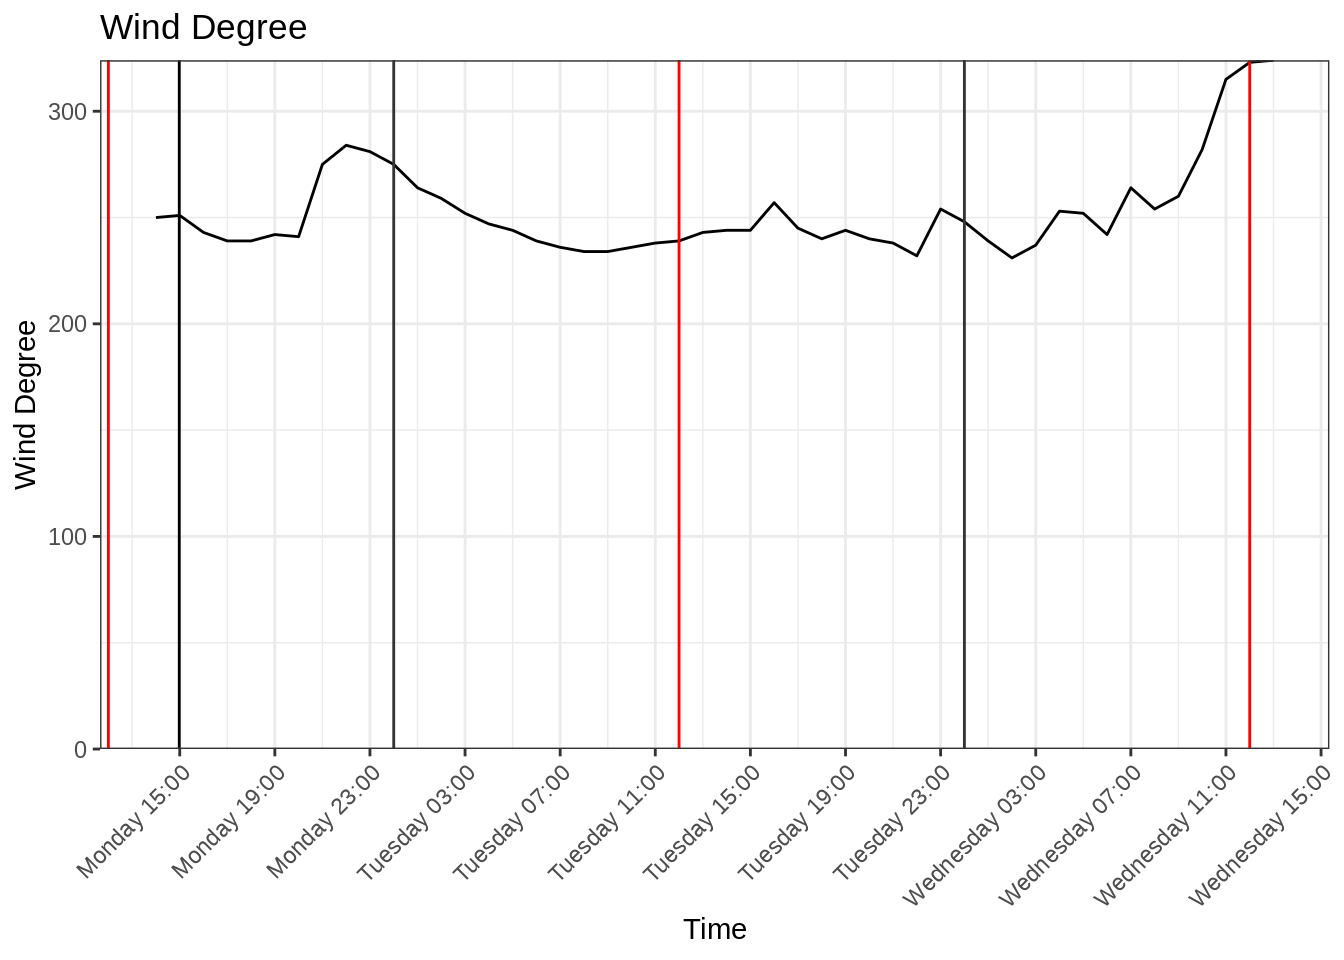 Wind Degree
Wind Degree
300
200
100
0
Monday 15:00
Monday 19:00
Monday 23:00
Tuesday 03:00
Tuesday 07:00
Tuesday 11:00
Tuesday 15:00
Tuesday 19:00
Tuesday 23:00
Wednesday 03:00
Wednesday 07:00
Wednesday 11:00
Wednesday 15:00
Time